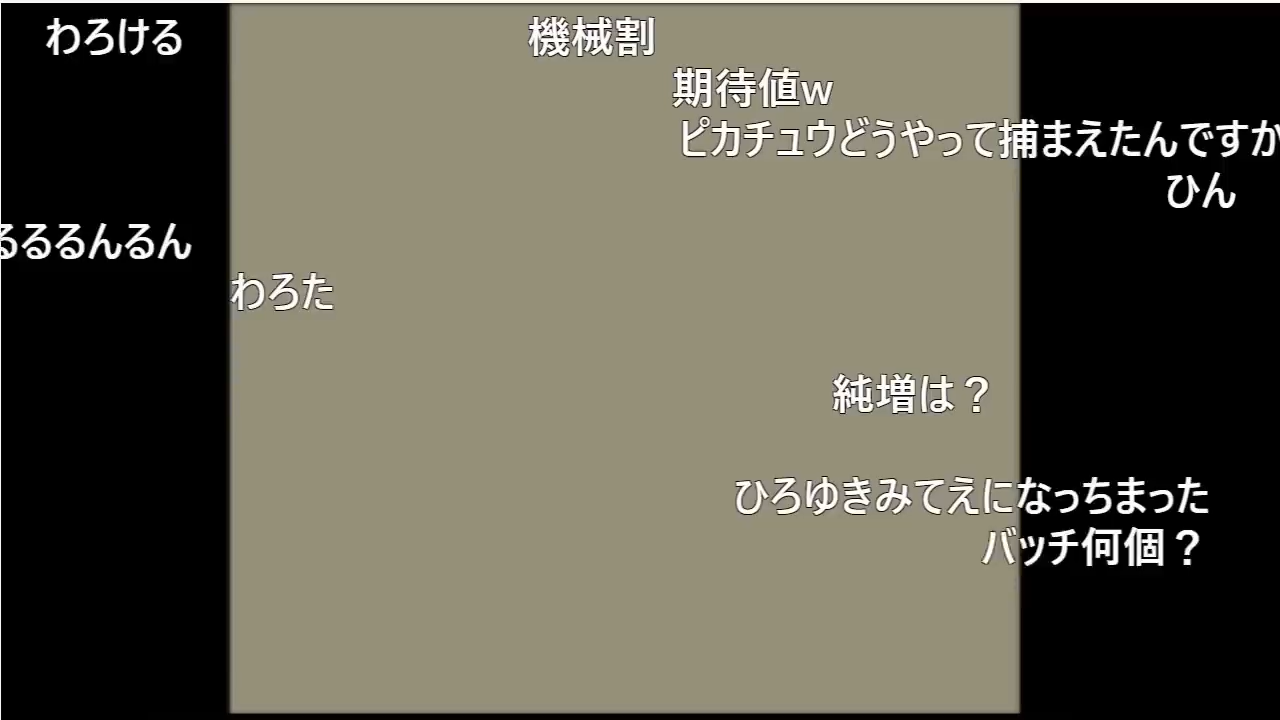 わろける
機械割
期待値w
ピカチュウどうやって捕まえたんですか
ひん
るるるんるん
わろた
純増は？
ひろゆきみてえになっちまった
バッチ何個？